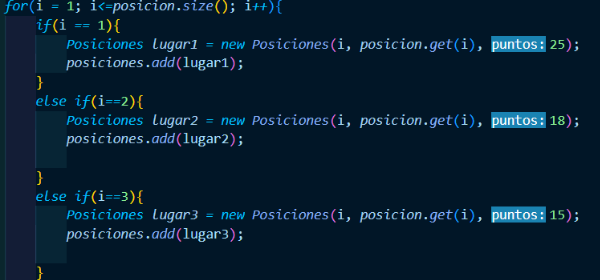 for(i = 1; i<=posicion.size(); i++){
if(i == 1){
Posiciones lugar1 = new Posiciones(i, posicion.get(i), puntos: 25);
posiciones.add(lugar1);
}
else if(i==2){
Posiciones lugar2 = new Posiciones(i, posicion.get(i), puntos: 18);
posiciones.add(lugar2);
}
else if(i==3){
Posiciones lugar3 = new Posiciones(i, posicion.get(i), puntos: 15);
posiciones.add(lugar3);
}